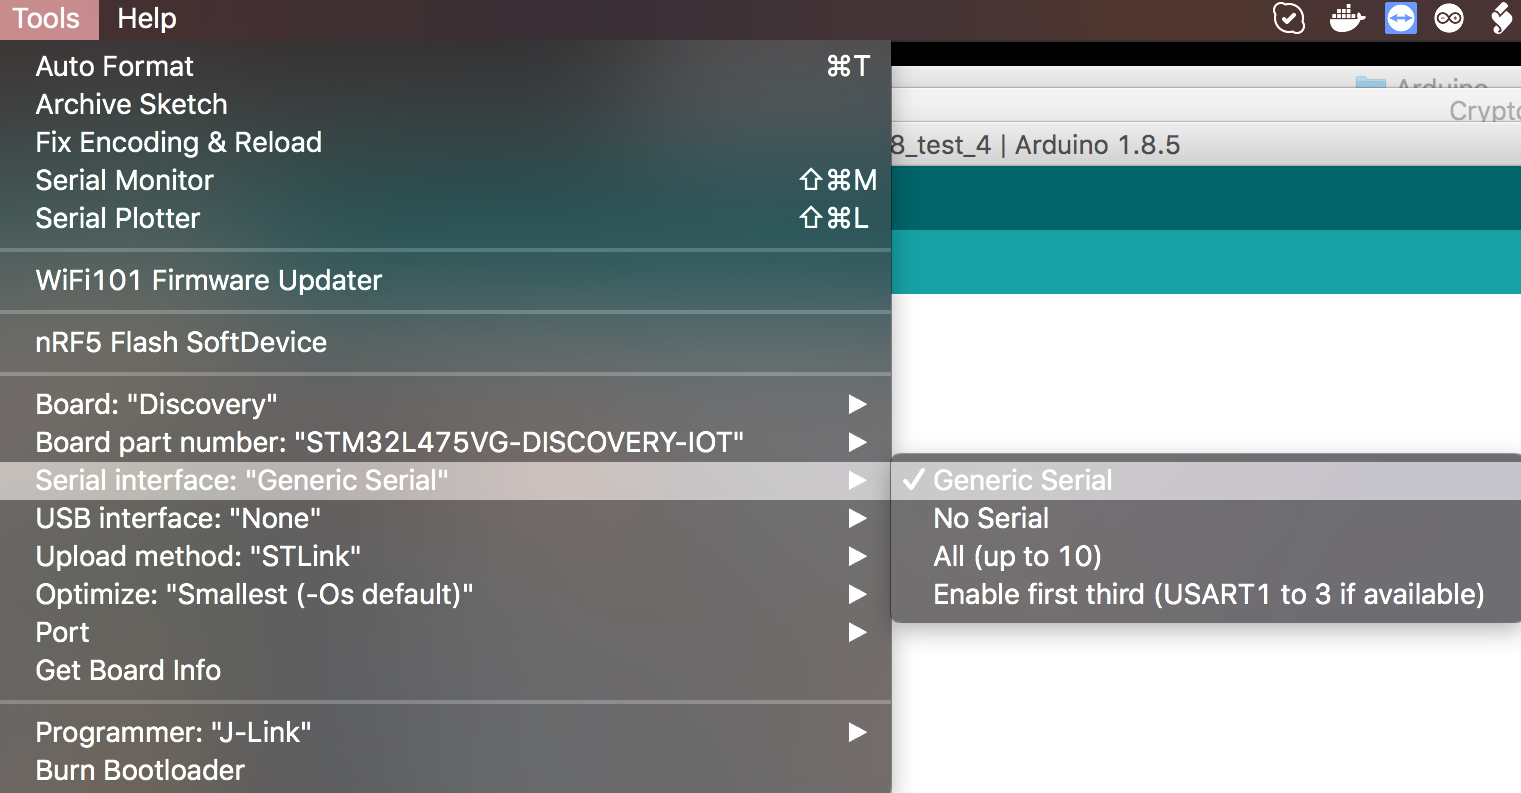 Tools Help
Auto Format ⌘T
Archive Sketch
Fix Encoding & Reload
Serial Monitor ⇧⌘M
Serial Plotter ⇧⌘L
WiFi101 Firmware Updater
nRF5 Flash SoftDevice
Board: "Discovery"
Board part number: "STM32L475VG-DISCOVERY-IOT"
Serial interface: "Generic Serial"
USB interface: "None"
Upload method: "STLink"
Optimize: "Smallest (-Os default)"
Port
Get Board Info
Programmer: "J-Link"
Burn Bootloader
Arduino
Crypto
8_test_4 | Arduino 1.8.5
Generic Serial
No Serial
All (up to 10)
Enable first third (USART1 to 3 if available)